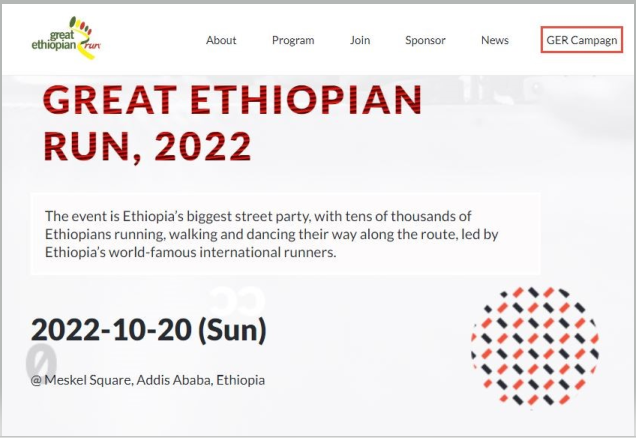 great
ethiopian run
About Program Join Sponsor News GER Campagn
GREAT ETHIOPIAN
RUN, 2022
The event is Ethiopia's biggest street party, with tens of thousands of
Ethiopians running, walking and dancing their way along the route, led by
Ethiopia's world-famous international runners.
2022-10-20 (Sun)
@ Meskel Square, Addis Ababa, Ethiopia